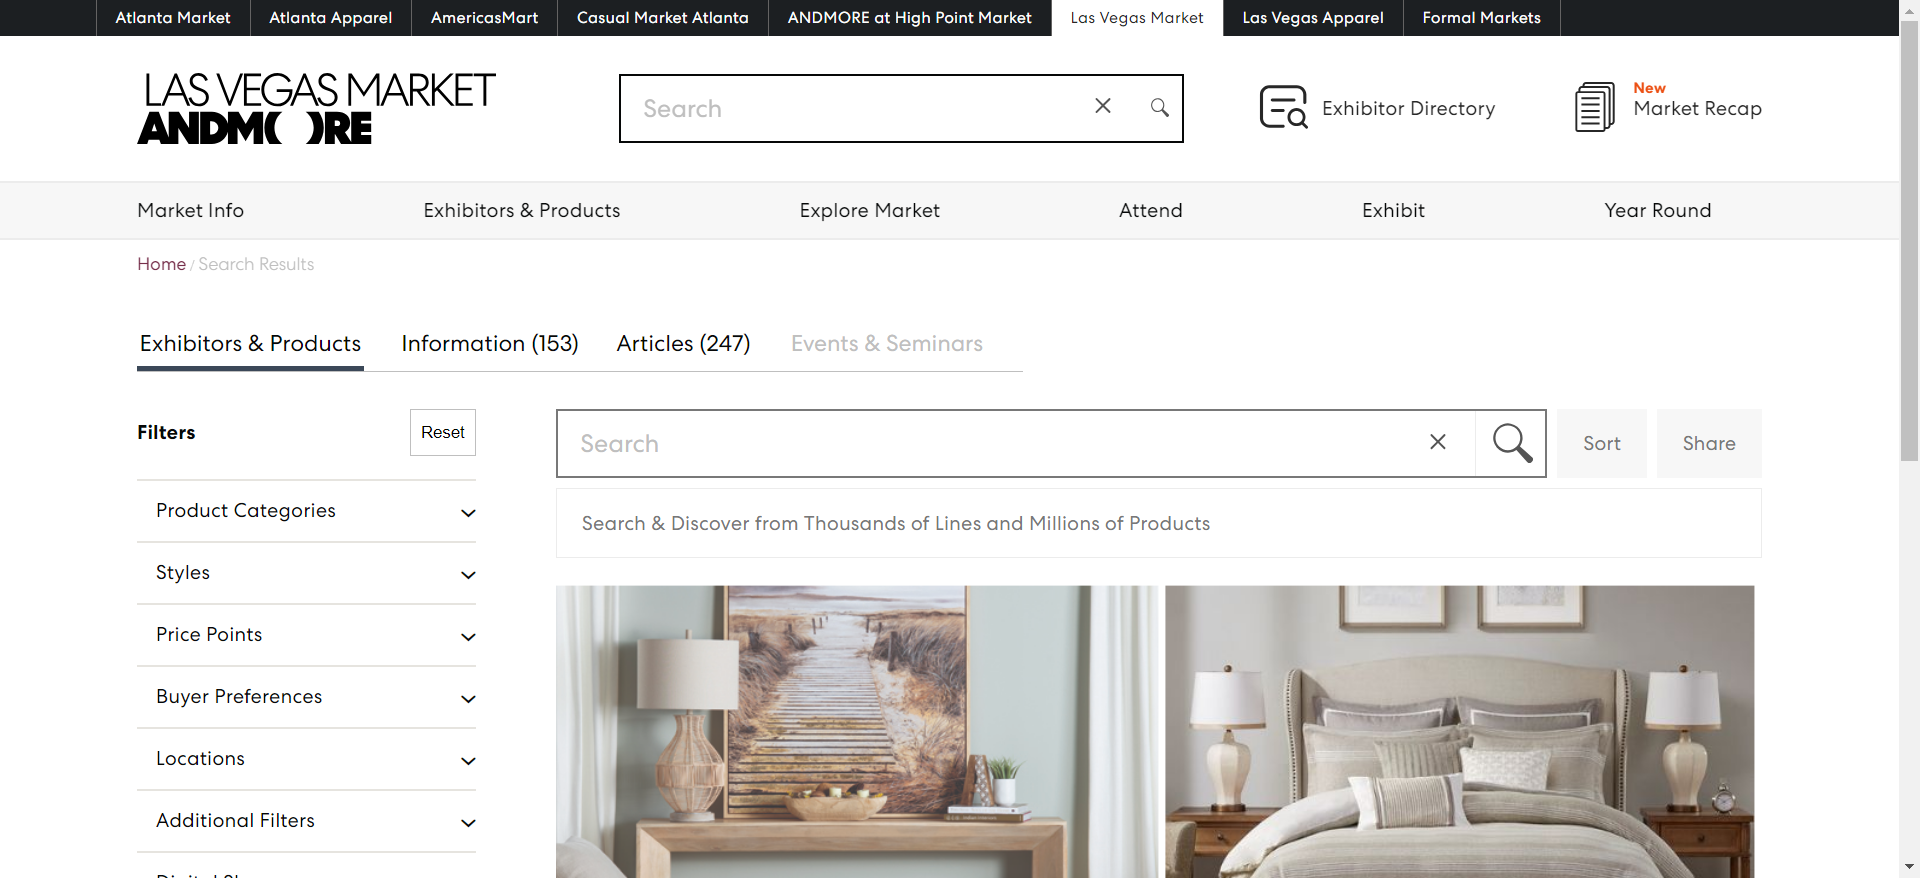 Atlanta Market
Atlanta Apparel
AmericasMart
Casual Market Atlanta
ANDMORE at High Point Market
Las Vegas Market
Las Vegas Apparel
Formal Markets
LAS VEGAS MARKET
ANDMORE
Search
Exhibitor Directory
New
Market Recap
Market Info
Exhibitors & Products
Explore Market
Attend
Exhibit
Year Round
Home / Search Results
Exhibitors & Products
Information (153)
Articles (247)
Events & Seminars
Filters
Reset
Search
Sort
Share
Product Categories
Search & Discover from Thousands of Lines and Millions of Products
Styles
Price Points
Buyer Preferences
Locations
Additional Filters